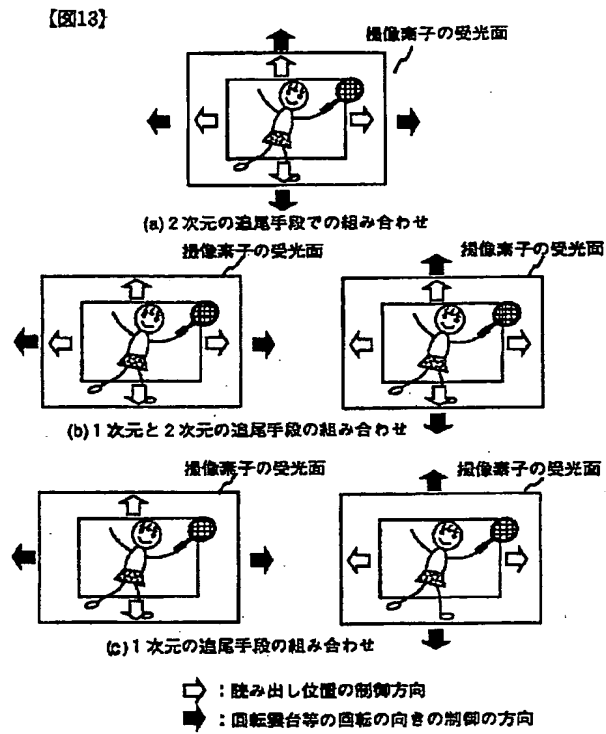 【図13】
撮像素子の受光面
(a)2次元の追尾手段での組み合わせ
撮像素子の受光面
撮像素子の受光面
(b)1次元と2次元の追尾手段の組み合わせ
撮像素子の受光面
撮像素子の受光面
(c)1次元の追尾手段の組み合わせ
：読み出し位置の制御方向
：回転雲台等の回転の向きの制御の方向